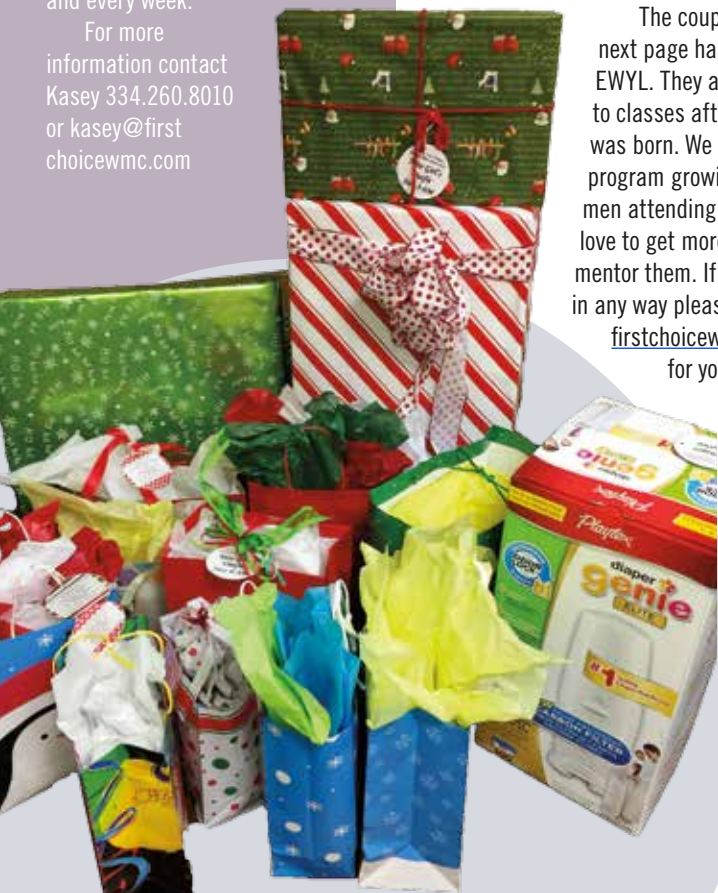 and every week.
For more
information contact
Kasey 334.260.8010
or kasey@first
choicewmc.com
The coup
next page ha
EWYL. They a
to classes aft
was born. We
program growi
men attending
love to get more
mentor them. If
in any way pleas
firstchoicew
for yo
Playtex
diaper
genie
ELITE
#1
CARBON FILTER